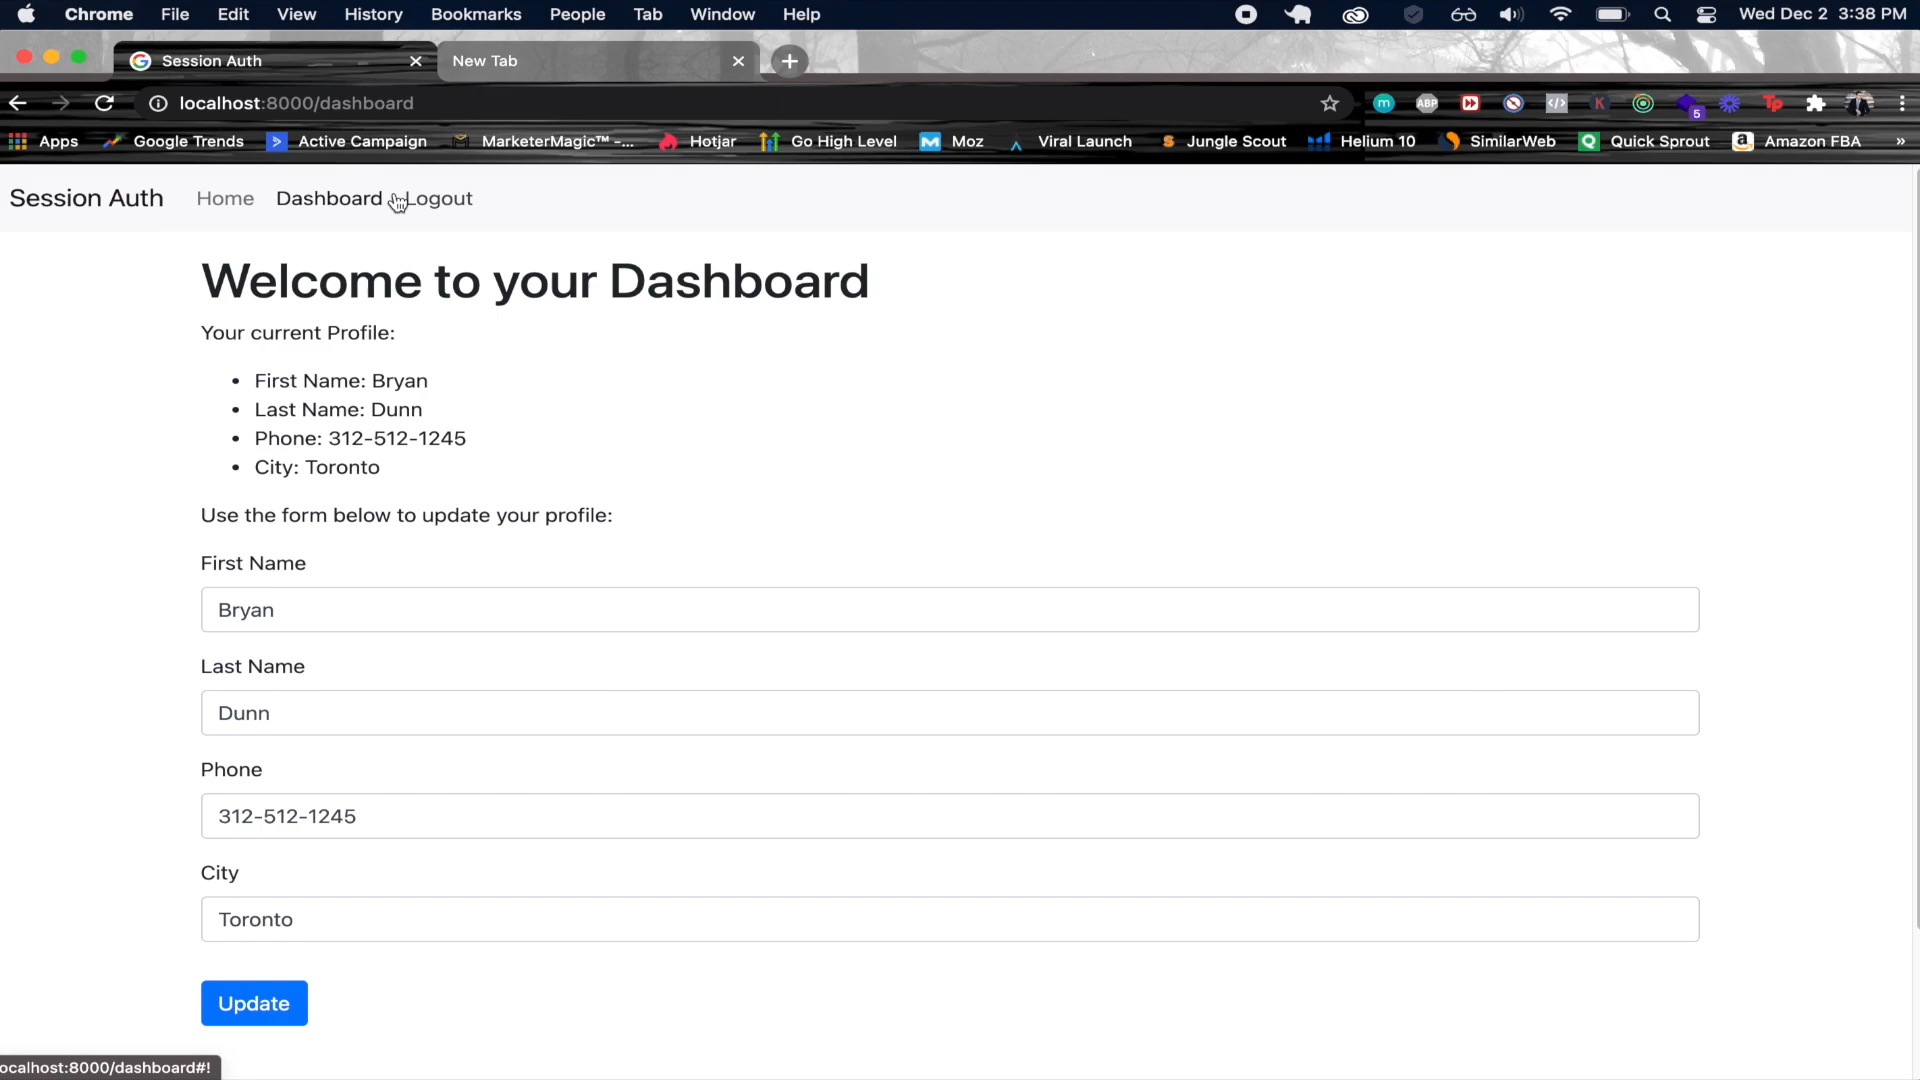 Chrome File Edit View History Bookmarks People Tab Window Help Wed Dec 2 3:38 PM
Session Auth New Tab
localhost:8000/dashboard m ABP K 5 Tp
Apps Google Trends Active Campaign MarketerMagic™ -... Hotjar Go High Level Moz Viral Launch Jungle Scout Helium 10 SimilarWeb Quick Sprout Amazon FBA »
Session Auth Home Dashboard Logout
Welcome to your Dashboard
Your current Profile:
• First Name: Bryan
• Last Name: Dunn
• Phone: 312-512-1245
• City: Toronto
Use the form below to update your profile:
First Name
Bryan
Last Name
Dunn
Phone
312-512-1245
City
Toronto
Update
ocalhost:8000/dashboard#!